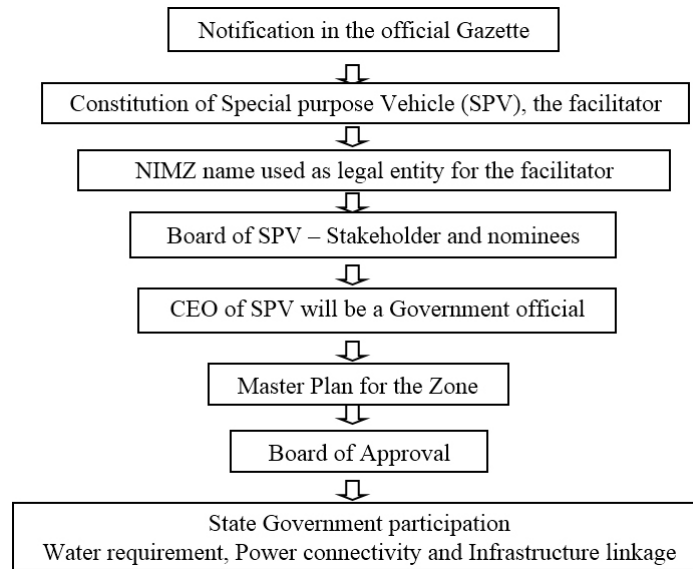 Notification in the official Gazette
Constitution of Special purpose Vehicle (SPV), the facilitator
NIMZ name used as legal entity for the facilitator
Board of SPV – Stakeholder and nominees
CEO of SPV will be a Government official
Master Plan for the Zone
Board of Approval
State Government participation
Water requirement, Power connectivity and Infrastructure linkage